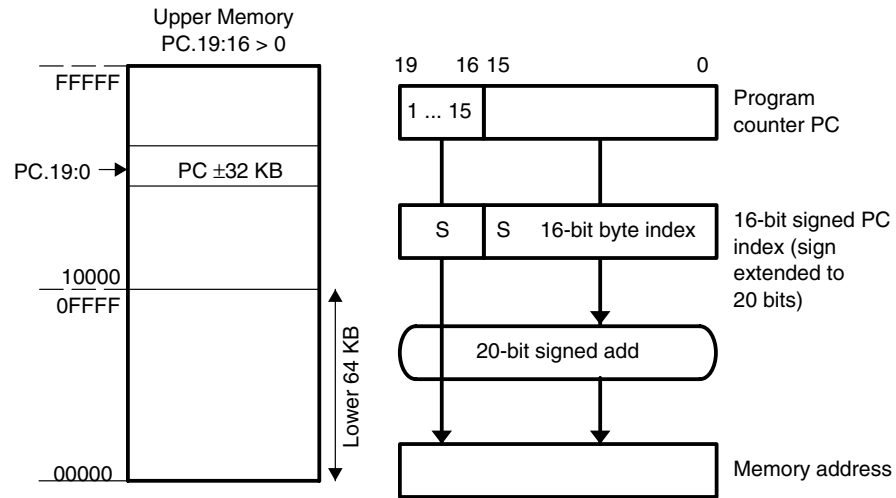 Upper Memory
PC.19:16 > 0
FFFFF
PC.19:0
PC ±32 KB
10000
0FFFF
Lower 64 KB
00000
19 16 15 0
1 ... 15
Program
counter PC
S S 16-bit byte index
16-bit signed PC
index (sign
extended to
20 bits)
20-bit signed add
Memory address